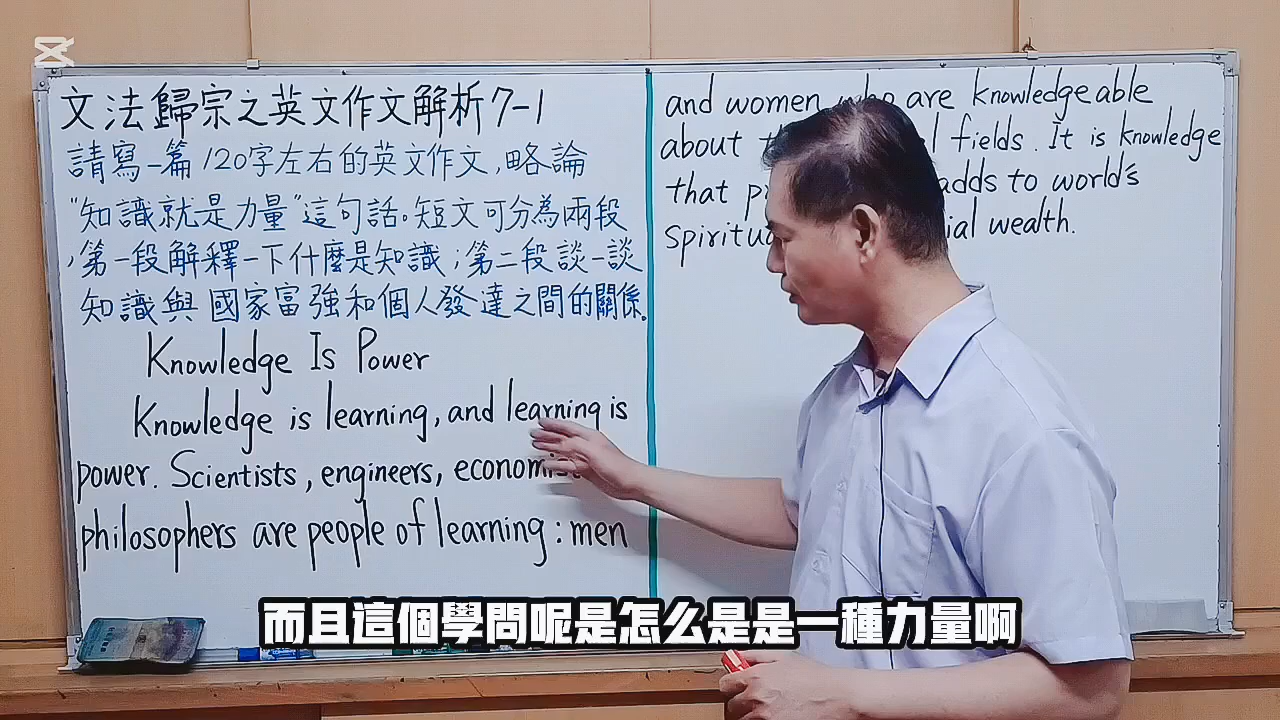 文法歸宗之英文作文解析7-1
請寫一篇120字左右的英文作文,略論
"知識就是力量"這句話。短文可分為兩段
,第一段解釋一下什麼是知識;第二段談一談
知識與國家富強和個人發達之間的關係。
Knowledge Is Power
Knowledge is learning, and learning is
power. Scientists, engineers,
philosophers are people of learning: men
and women who are knowledgeable
about fields. It is knowledge
that adds to world's
wealth.
而且這個學問呢是怎么是是一種力量啊